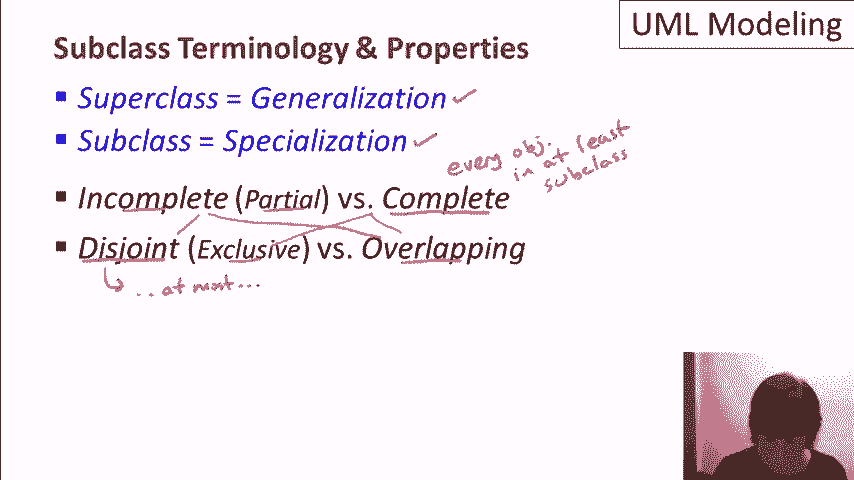 UML Modeling
Subclass Terminology & Properties
▪ Superclass = Generalization ✓
▪ Subclass = Specialization ✓
every obj.
in at least
subclass
▪ Incomplete (Partial) vs. Complete
▪ Disjoint (Exclusive) vs. Overlapping
.. at most ...